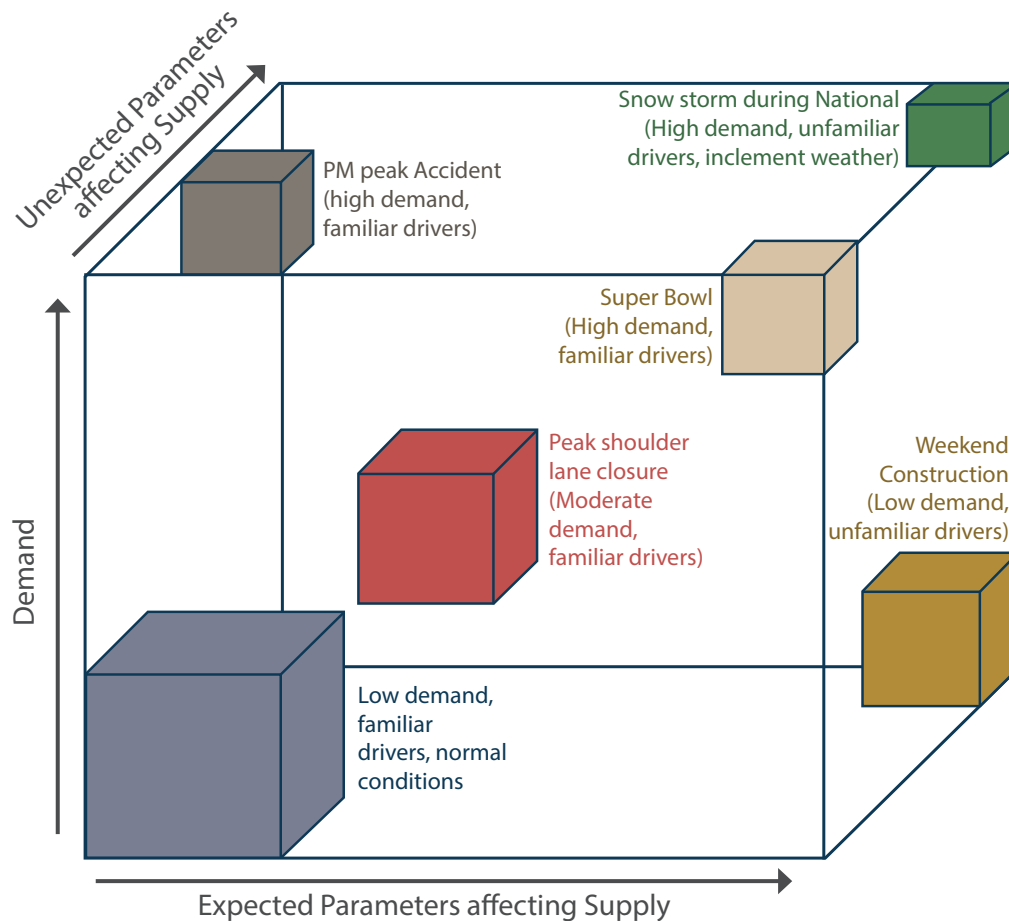 Unexpected Parameters
affecting Supply
Snow storm during National
(High demand, unfamiliar
drivers, inclement weather)
PM peak Accident
(high demand,
familiar drivers)
Super Bowl
(High demand,
familiar drivers)
Peak shoulder
lane closure
(Moderate
demand,
familiar drivers)
Weekend
Construction
(Low demand,
unfamiliar drivers)
Demand
Low demand,
familiar
drivers, normal
conditions
Expected Parameters affecting Supply